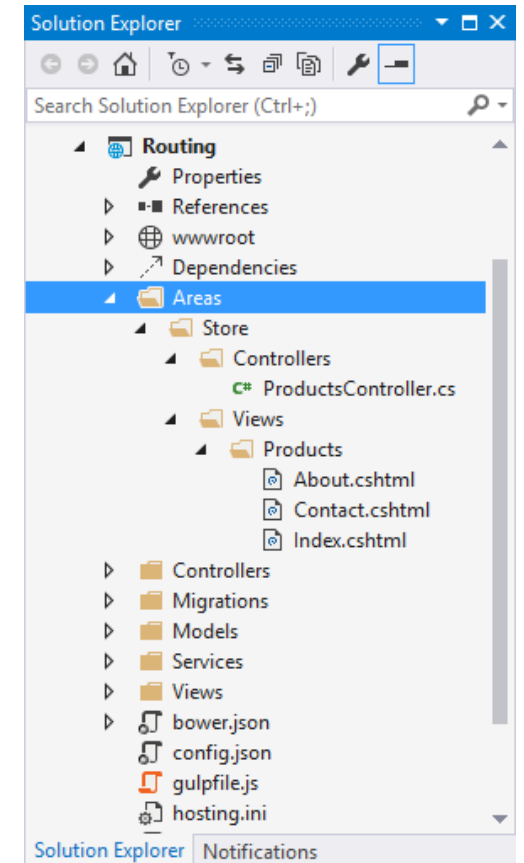 Solution Explorer
Search Solution Explorer (Ctrl+;)
Routing
Properties
References
wwwroot
Dependencies
Areas
Store
Controllers
C# ProductsController.cs
Views
Products
About.cshtml
Contact.cshtml
Index.cshtml
Controllers
Migrations
Models
Services
Views
bower.json
config.json
gulpfile.js
hosting.ini
Solution Explorer Notifications